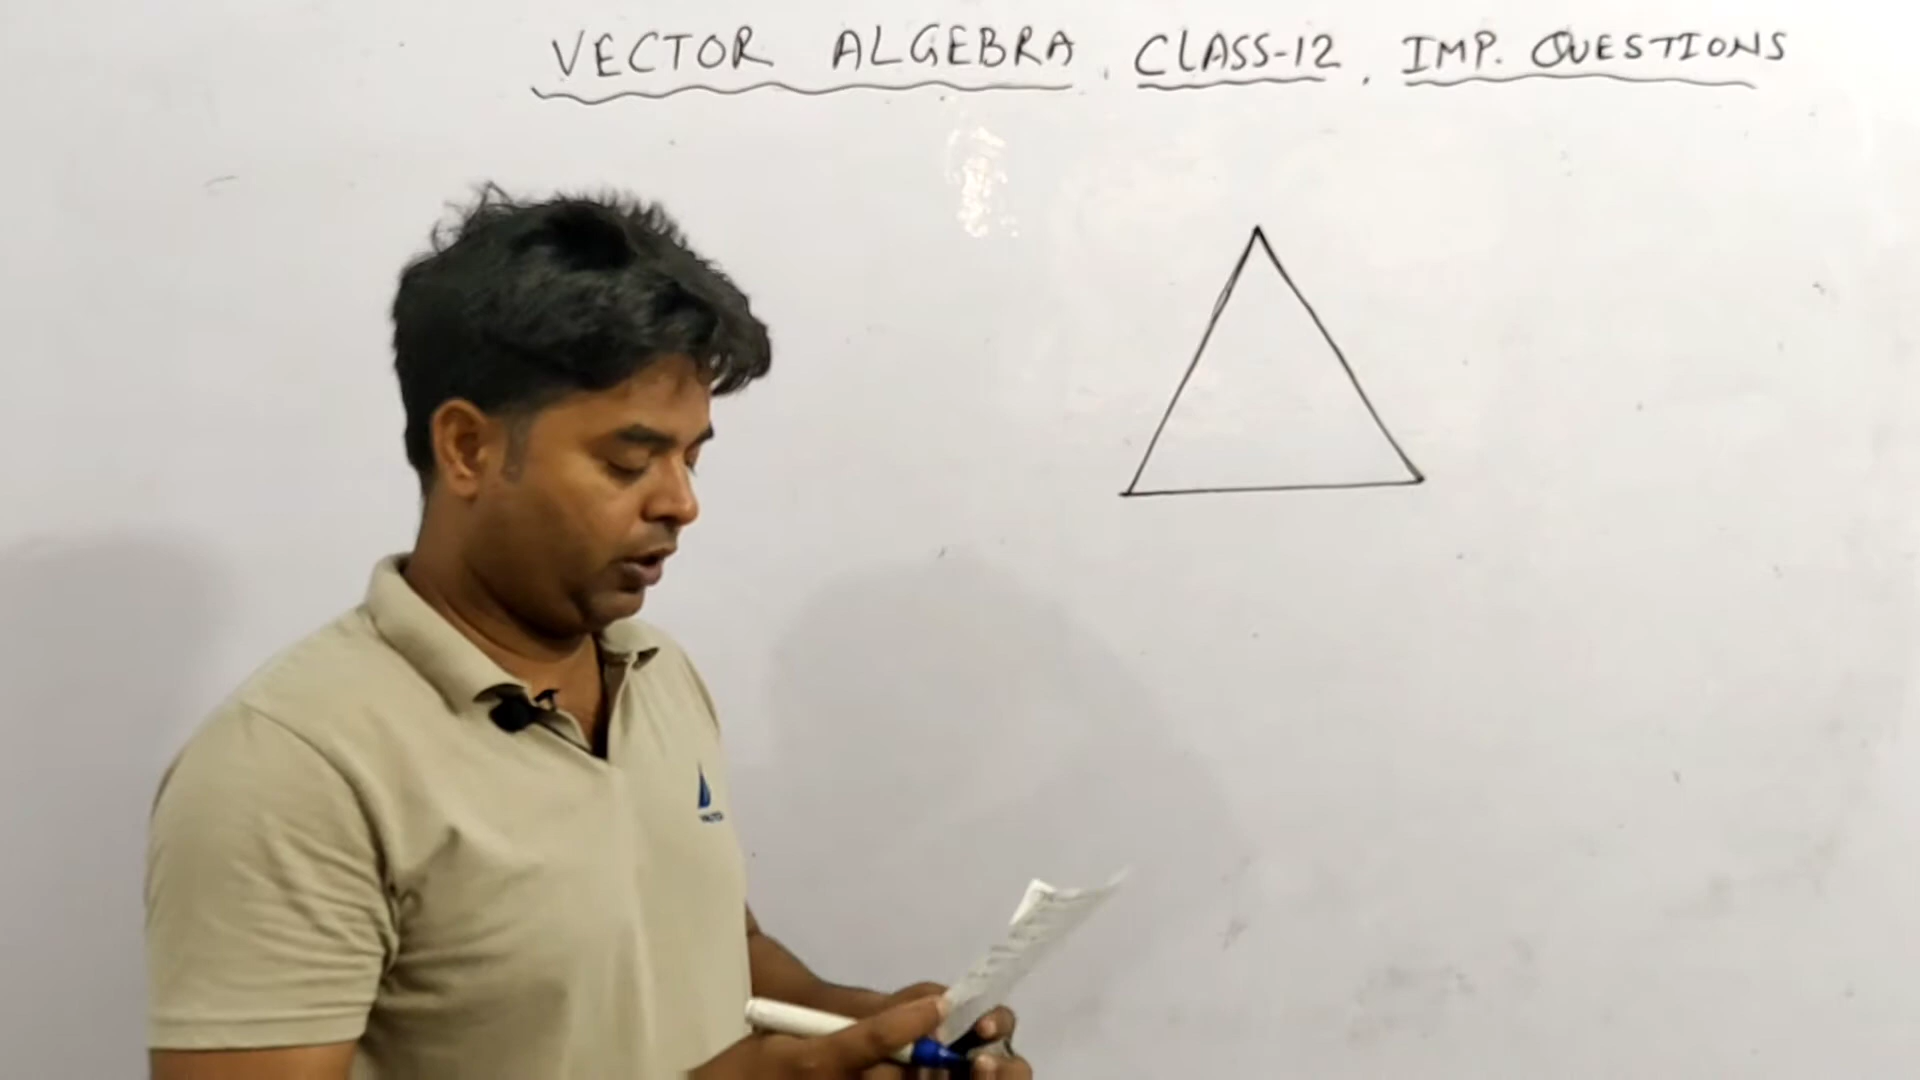 VECTOR ALGEBRA, CLASS-12, IMP. QUESTIONS